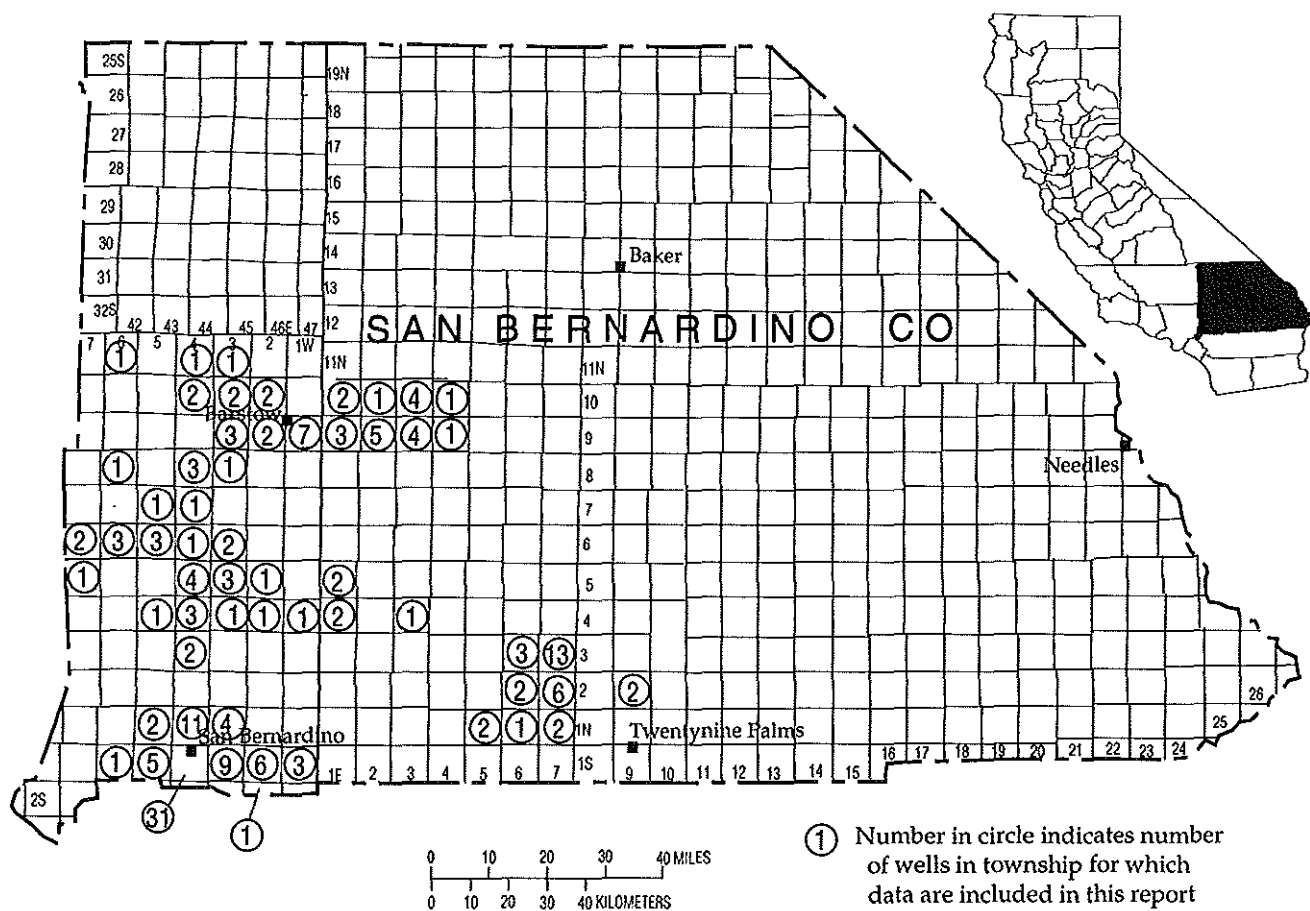 25S
19N
26
18
27
17
28
16
29
15
30
14
Baker
31
13
32S
42 43 44 45 46E 47
12
SAN BERNARDINO CO
7 6 5 4 3 2 1W
11N
11N
1 1 1
2 2 2 2 1 4 1
10
Barstow
3 2 7 3 5 4 1
9
Needles
1 3 1
8
1 1
7
2 3 3 1 2
6
1 4 3 1 2
5
1 3 1 1 1 2 1
4
2 3 13
3
2 6 2
2
26
2 11 4 2 1 2
1N
25
San Bernardino
Twentynine Palms
1 5 9 6 3
1E 2 3 4 5 6 7
1S
9 10 11 12 13 14 15
16 17 18 19 20 21 22 23 24
2S
31
1
0 10 20 30 40 MILES
0 10 20 30 40 KILOMETERS
1 Number in circle indicates number
of wells in township for which
data are included in this report